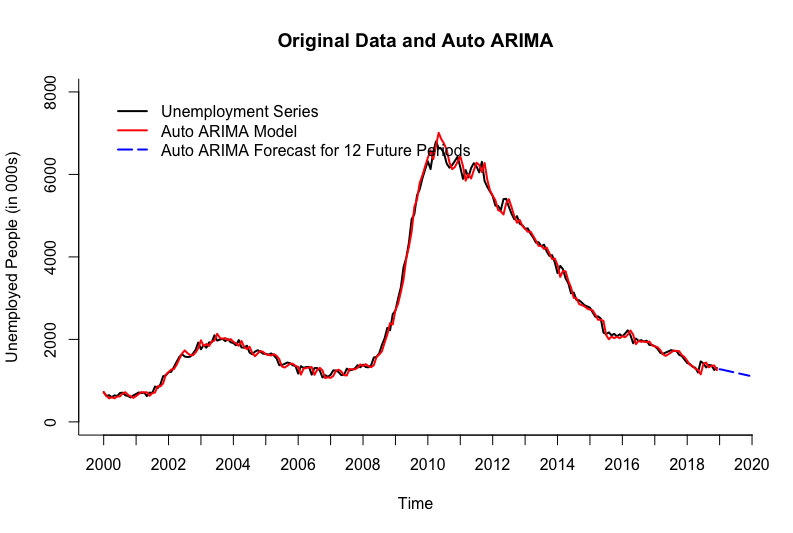 Original Data and Auto ARIMA
Unemployed People (in 000s)
8000
6000
4000
2000
0
Unemployment Series
Auto ARIMA Model
Auto ARIMA Forecast for 12 Future Periods
2000 2002 2004 2006 2008 2010 2012 2014 2016 2018 2020
Time